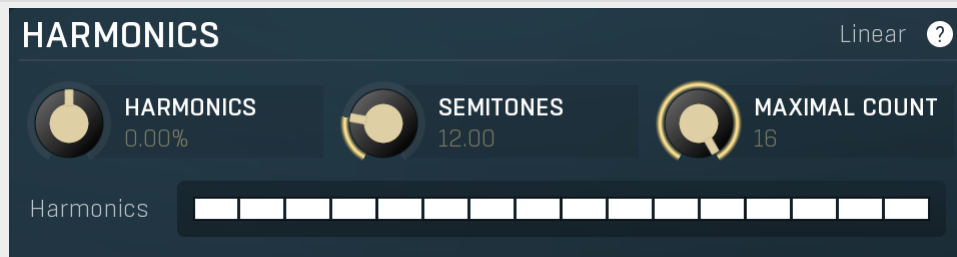 HARMONICS
Linear ?
HARMONICS SEMITONES MAXIMAL COUNT
0.00% 12.00 16
Harmonics